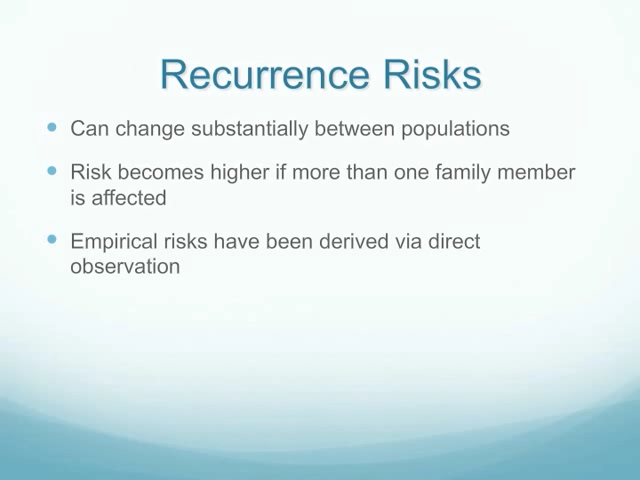 Recurrence Risks
Can change substantially between populations
Risk becomes higher if more than one family member
is affected
Empirical risks have been derived via direct
observation